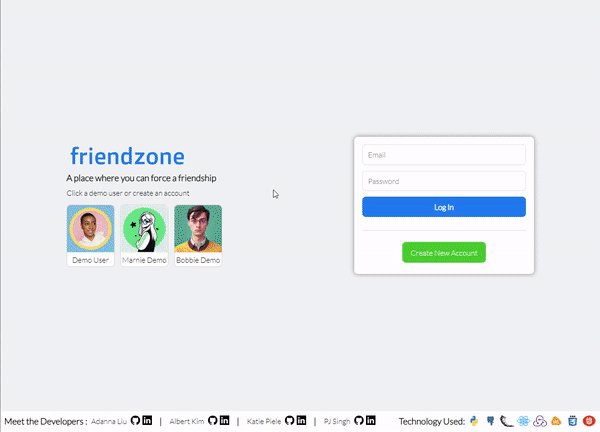 friendzone
A place where you can force a friendship
Click a demo user or create an account
Demo User
Marnie Demo
Bobbie Demo
Email
Password
Log In
Create New Account
Meet the Developers : Adanna Liu | Albert Kim | Katie Piele | PJ Singh Technology Used: